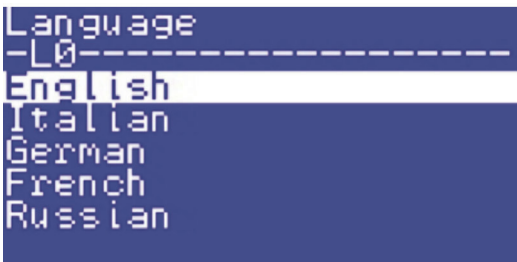 Language
-L0-------------------
English
Italian
German
French
Russian